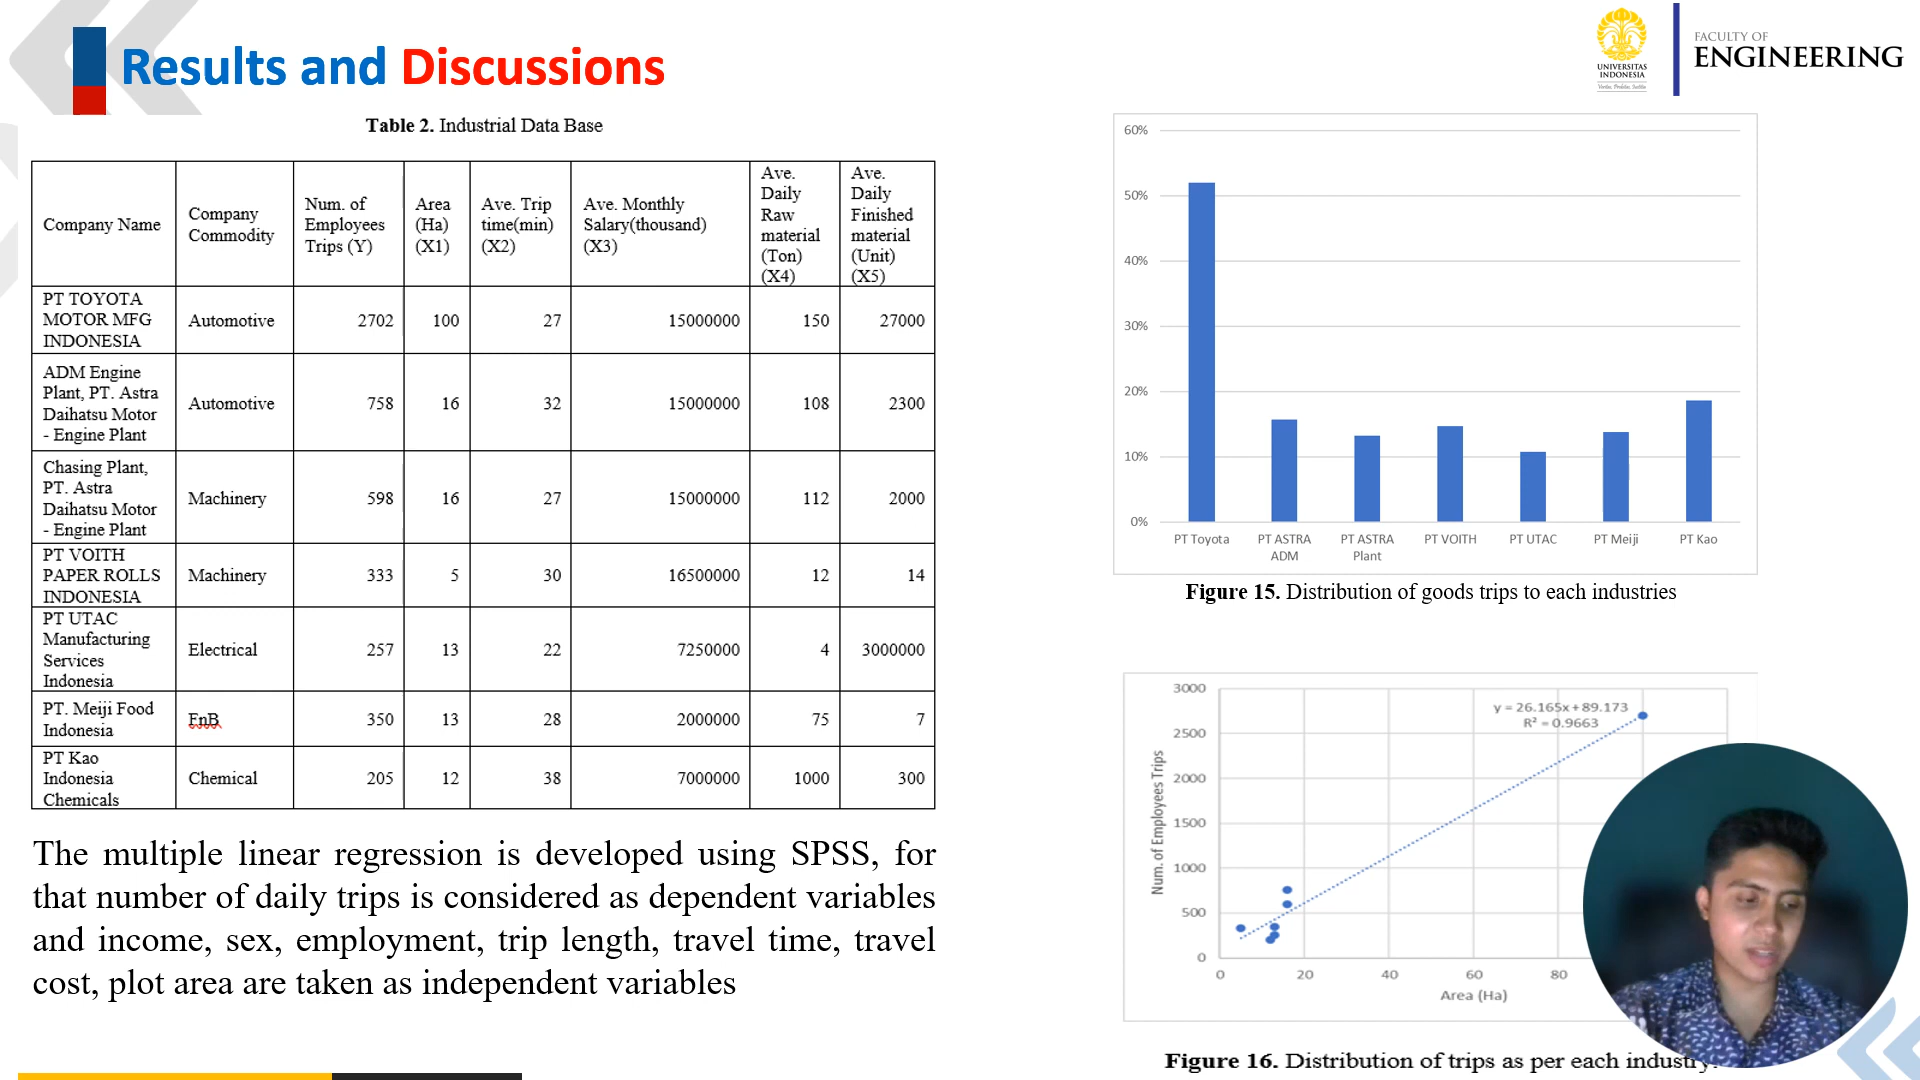 Results and Discussions
UNIVERSITAS
INDONESIA
Veritas, Probitas, Iustitia
FACULTY OF
ENGINEERING
Table 2. Industrial Data Base
Company Name
Company
Commodity
Num. of
Employees
Trips (Y)
Area
(Ha)
(X1)
Ave. Trip
time(min)
(X2)
Ave. Monthly
Salary(thousand)
(X3)
Ave.
Daily
Raw
material
(Ton)
(X4)
Ave.
Daily
Finished
material
(Unit)
(X5)
PT TOYOTA
MOTOR MFG
INDONESIA
Automotive
2702
100
27
15000000
150
27000
ADM Engine
Plant, PT. Astra
Daihatsu Motor
- Engine Plant
Automotive
758
16
32
15000000
108
2300
Chasing Plant,
PT. Astra
Daihatsu Motor
- Engine Plant
Machinery
598
16
27
15000000
112
2000
PT VOITH
PAPER ROLLS
INDONESIA
Machinery
333
5
30
16500000
12
14
PT UTAC
Manufacturing
Services
Indonesia
Electrical
257
13
22
7250000
4
3000000
PT. Meiji Food
Indonesia
FnB
350
13
28
2000000
75
7
PT Kao
Indonesia
Chemicals
Chemical
205
12
38
7000000
1000
300
The multiple linear regression is developed using SPSS, for
that number of daily trips is considered as dependent variables
and income, sex, employment, trip length, travel time, travel
cost, plot area are taken as independent variables
60%
50%
40%
30%
20%
10%
0%
PT Toyota
PT ASTRA
ADM
PT ASTRA
Plant
PT VOITH
PT UTAC
PT Meiji
PT Kao
Figure 15. Distribution of goods trips to each industries
3000
2500
2000
1500
1000
500
0
Num. of Employees Trips
y = 26.165x + 89.173
R² = 0.9663
0
20
40
60
80
Area (Ha)
Figure 16. Distribution of trips as per each industry.